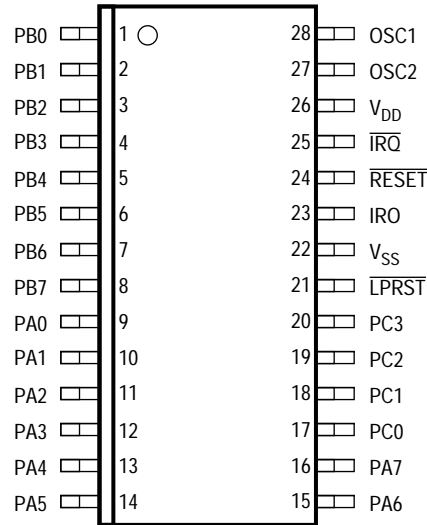 PB0 1 28 OSC1
PB1 2 27 OSC2
PB2 3 26 VDD
PB3 4 25 IRQ
PB4 5 24 RESET
PB5 6 23 IRO
PB6 7 22 VSS
PB7 8 21 LPRST
PA0 9 20 PC3
PA1 10 19 PC2
PA2 11 18 PC1
PA3 12 17 PC0
PA4 13 16 PA7
PA5 14 15 PA6